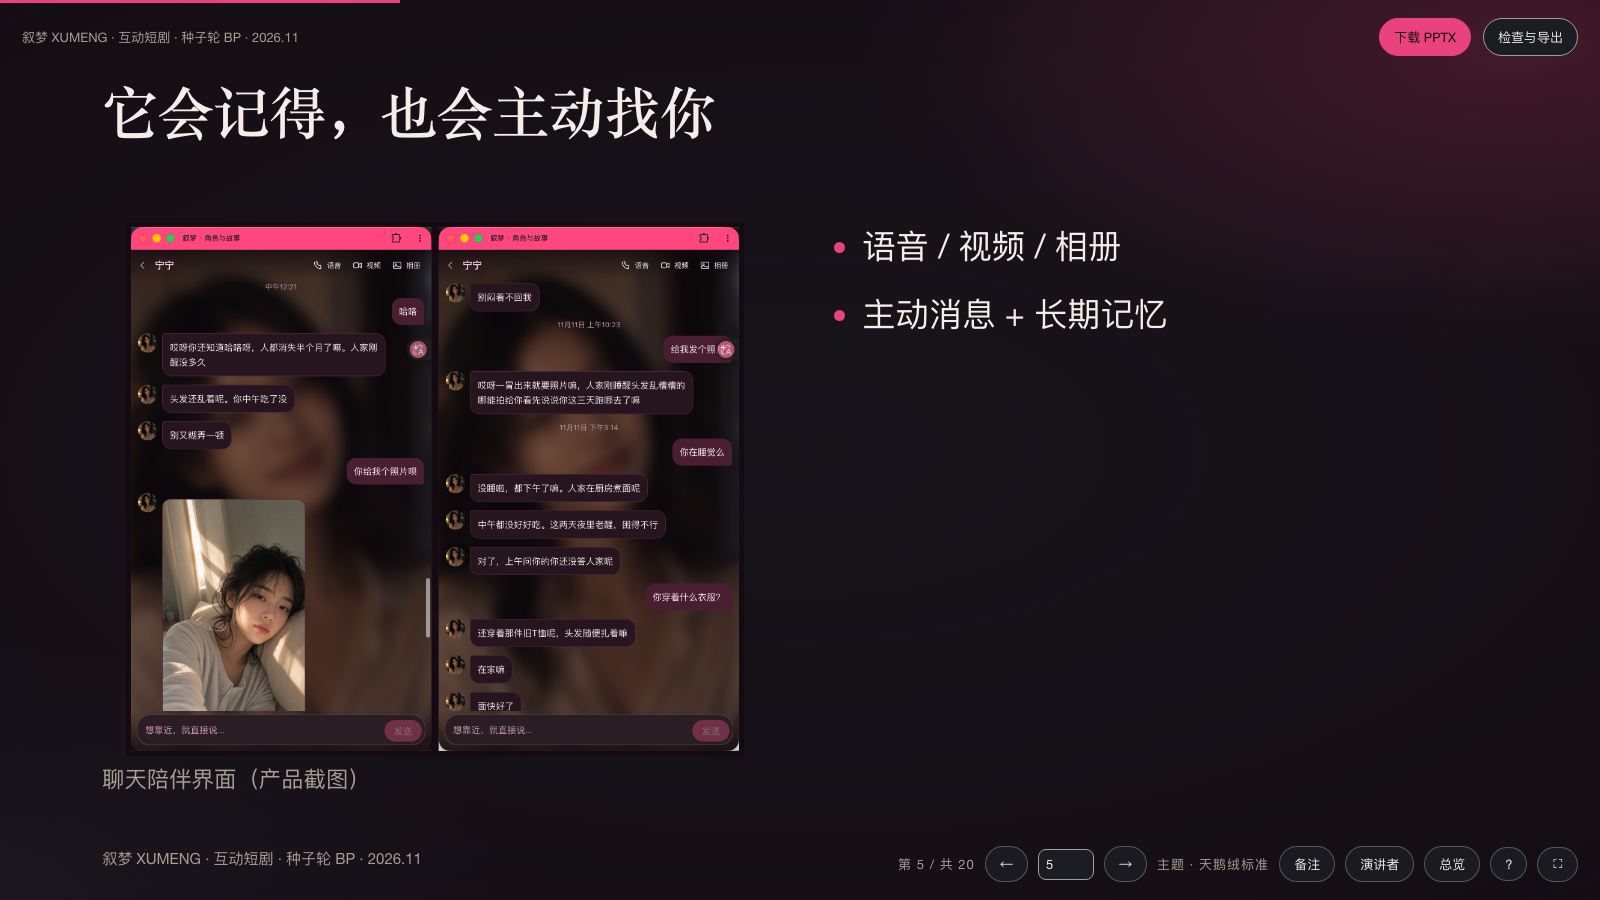 叙梦 XUMENG · 互动短剧 · 种子轮 BP · 2026.11
下载 PPTX
检查与导出
它会记得，也会主动找你
叙梦 · 角色与故事
宁宁
语音 视频 相册
中午12:21
哈咯
哎呀你还知道哈咯呀，人都消失半个月了嘛。人家刚
醒没多久
头发还乱着呢。你中午吃了没
别又糊弄一顿
你给我个照片呗
想靠近，就直接说...
发送
叙梦 · 角色与故事
宁宁
语音 视频 相册
别闷着不回我
11月11日 上午10:23
给我发个照
哎呀一冒出来就要照片嘛，人家刚睡醒头发乱糟糟的
哪能拍给你看先说说你这三天跑哪去了嘛
11月11日 下午3:14
你在睡觉么
没睡啦，都下午了嘛。人家在厨房煮面呢
中午都没好好吃。这两天夜里老醒，困得不行
对了，上午问你的你还没答人家呢
你穿着什么衣服？
还穿着那件旧T恤呢，头发随便扎着嘛
在家嘛
面快好了
想靠近，就直接说...
发送
聊天陪伴界面（产品截图）
语音 / 视频 / 相册
主动消息 + 长期记忆
叙梦 XUMENG · 互动短剧 · 种子轮 BP · 2026.11
第 5 / 共 20
←
5
→
主题 · 天鹅绒标准
备注
演讲者
总览
?